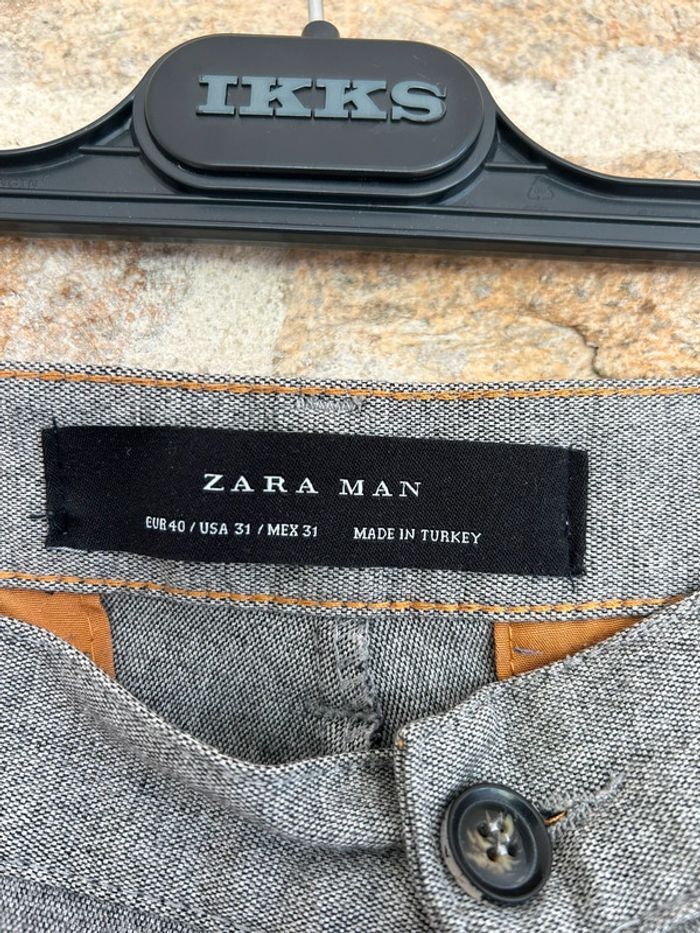 IKKS
ZARA MAN
EUR 40 / USA 31 / MEX 31 MADE IN TURKEY